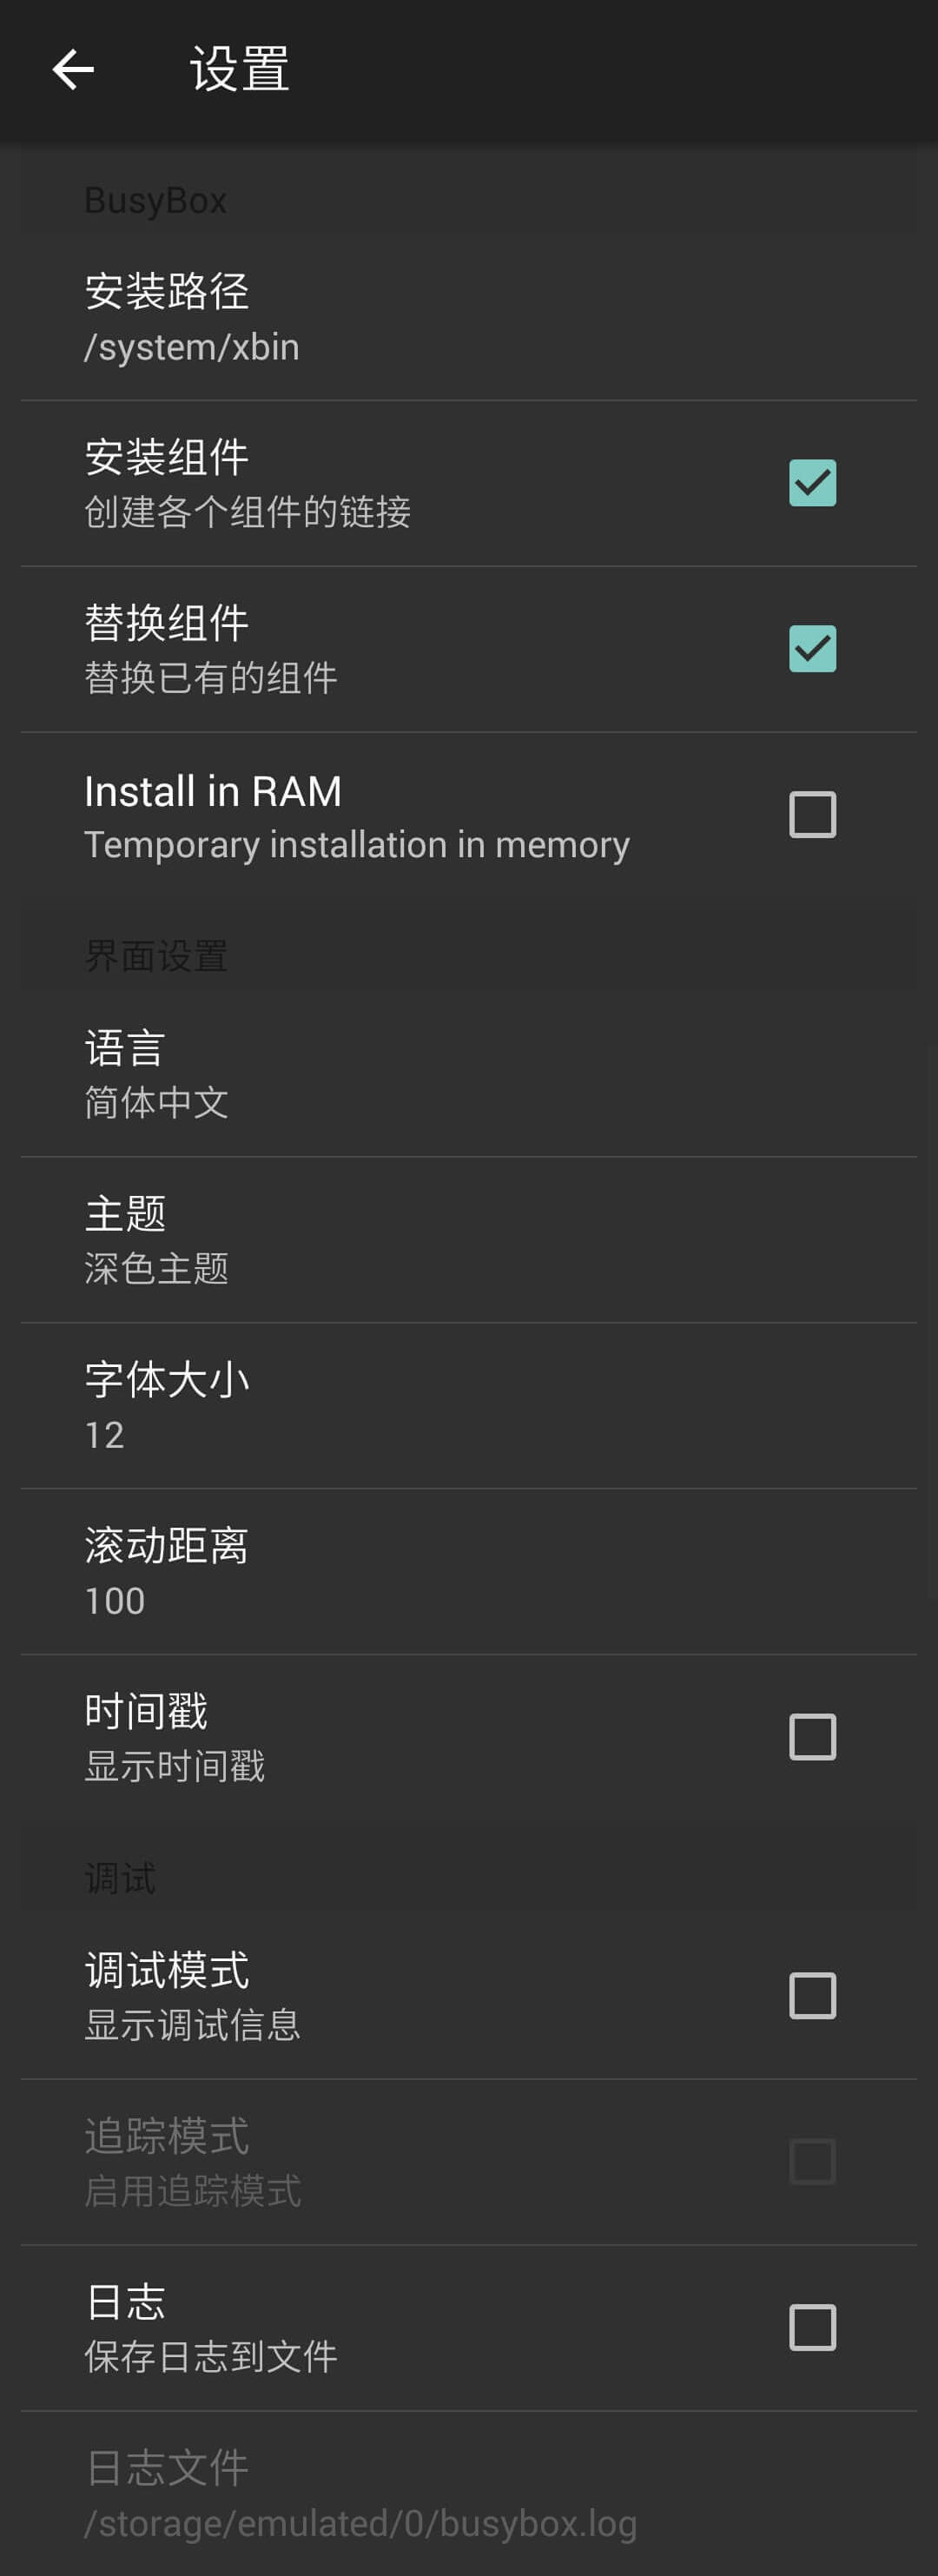 设置
BusyBox
安装路径
/system/xbin
安装组件
创建各个组件的链接
替换组件
替换已有的组件
Install in RAM
Temporary installation in memory
界面设置
语言
简体中文
主题
深色主题
字体大小
12
滚动距离
100
时间戳
显示时间戳
调试
调试模式
显示调试信息
追踪模式
启用追踪模式
日志
保存日志到文件
日志文件
/storage/emulated/0/busybox.log